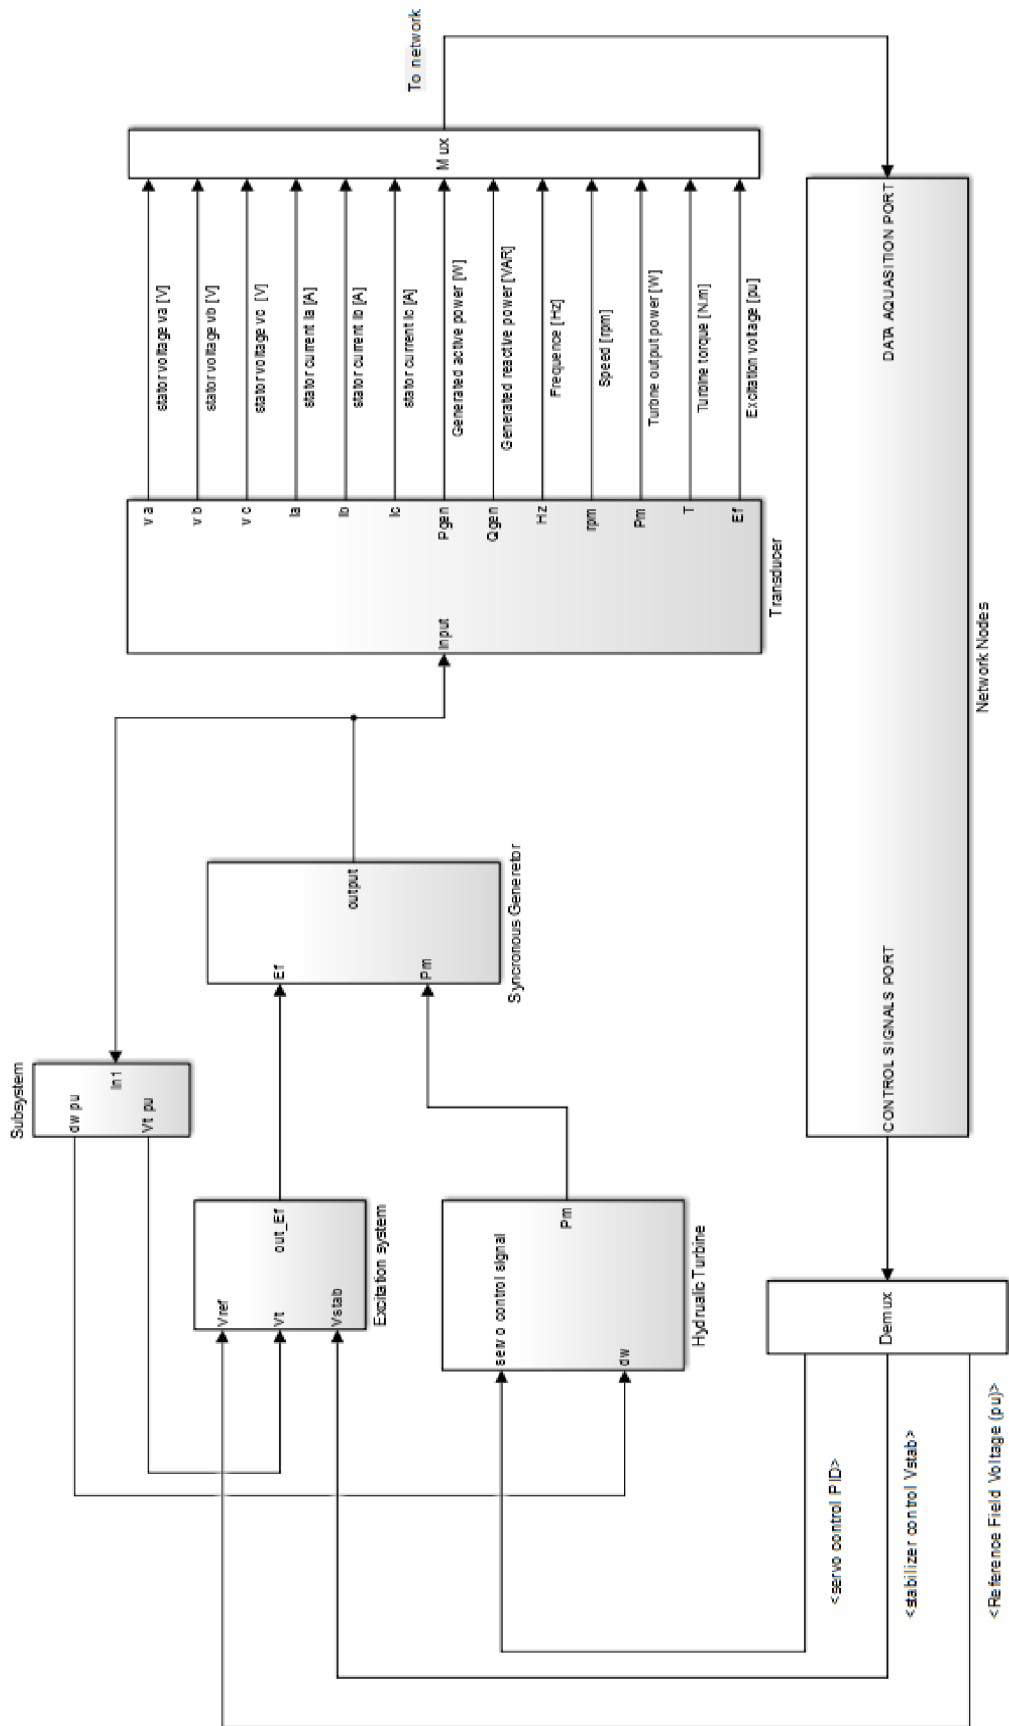 Subsystem
dw pu
Vt pu
In1
Vref
Vt
Vstab
out_Ef
Excitation system
servo control signal
dw
Pm
Hydrualic Turbine
Ef
Pm
output
Syncronous Generetor
Input
va
vb
vc
Ia
Ib
Ic
Pgen
Qgen
Hz
rpm
Pm
T
Ef
Transducer
stator voltage va [V]
stator voltage vb [V]
stator voltage vc [V]
stator current Ia [A]
stator current Ib [A]
stator current Ic [A]
Generated active power [W]
Generated reactive power [VAR]
Frequence [Hz]
Speed [rpm]
Turbine output power [W]
Turbine torque [N.m]
Excitation voltage [pu]
Mux
To network
Demux
<servo control PID>
<stabilizer control Vstab>
<Reference Field Voltage (pu)>
CONTROL SIGNALS PORT
DATA AQUASITION PORT
Network Nodes